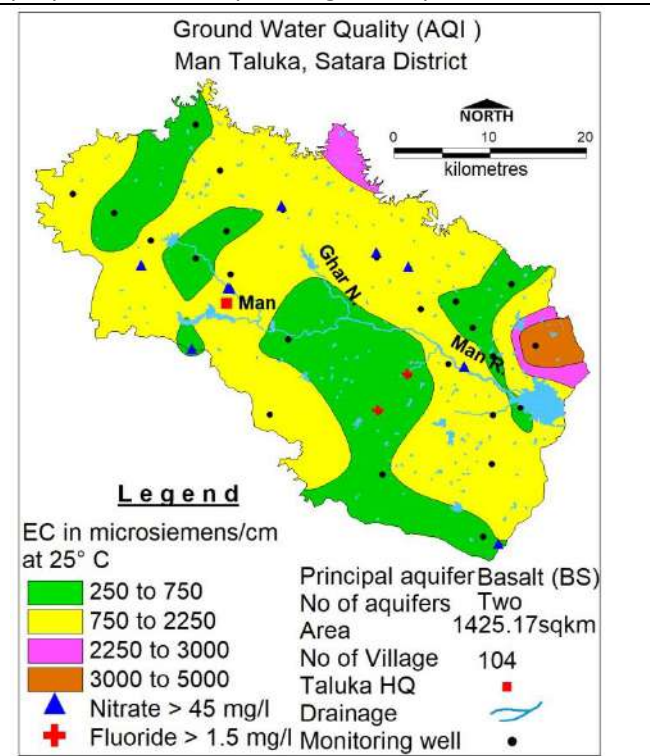 Ground Water Quality (AQI )
Man Taluka, Satara District
NORTH
0 10 20
kilometres
Ghar N.
Man
Man R.
Legend
EC in microsiemens/cm
at 25° C
250 to 750
750 to 2250
2250 to 3000
3000 to 5000
Nitrate > 45 mg/l
Fluoride > 1.5 mg/l
Principal aquifer Basalt (BS)
No of aquifers Two
Area 1425.17sqkm
No of Village 104
Taluka HQ
Drainage
Monitoring well